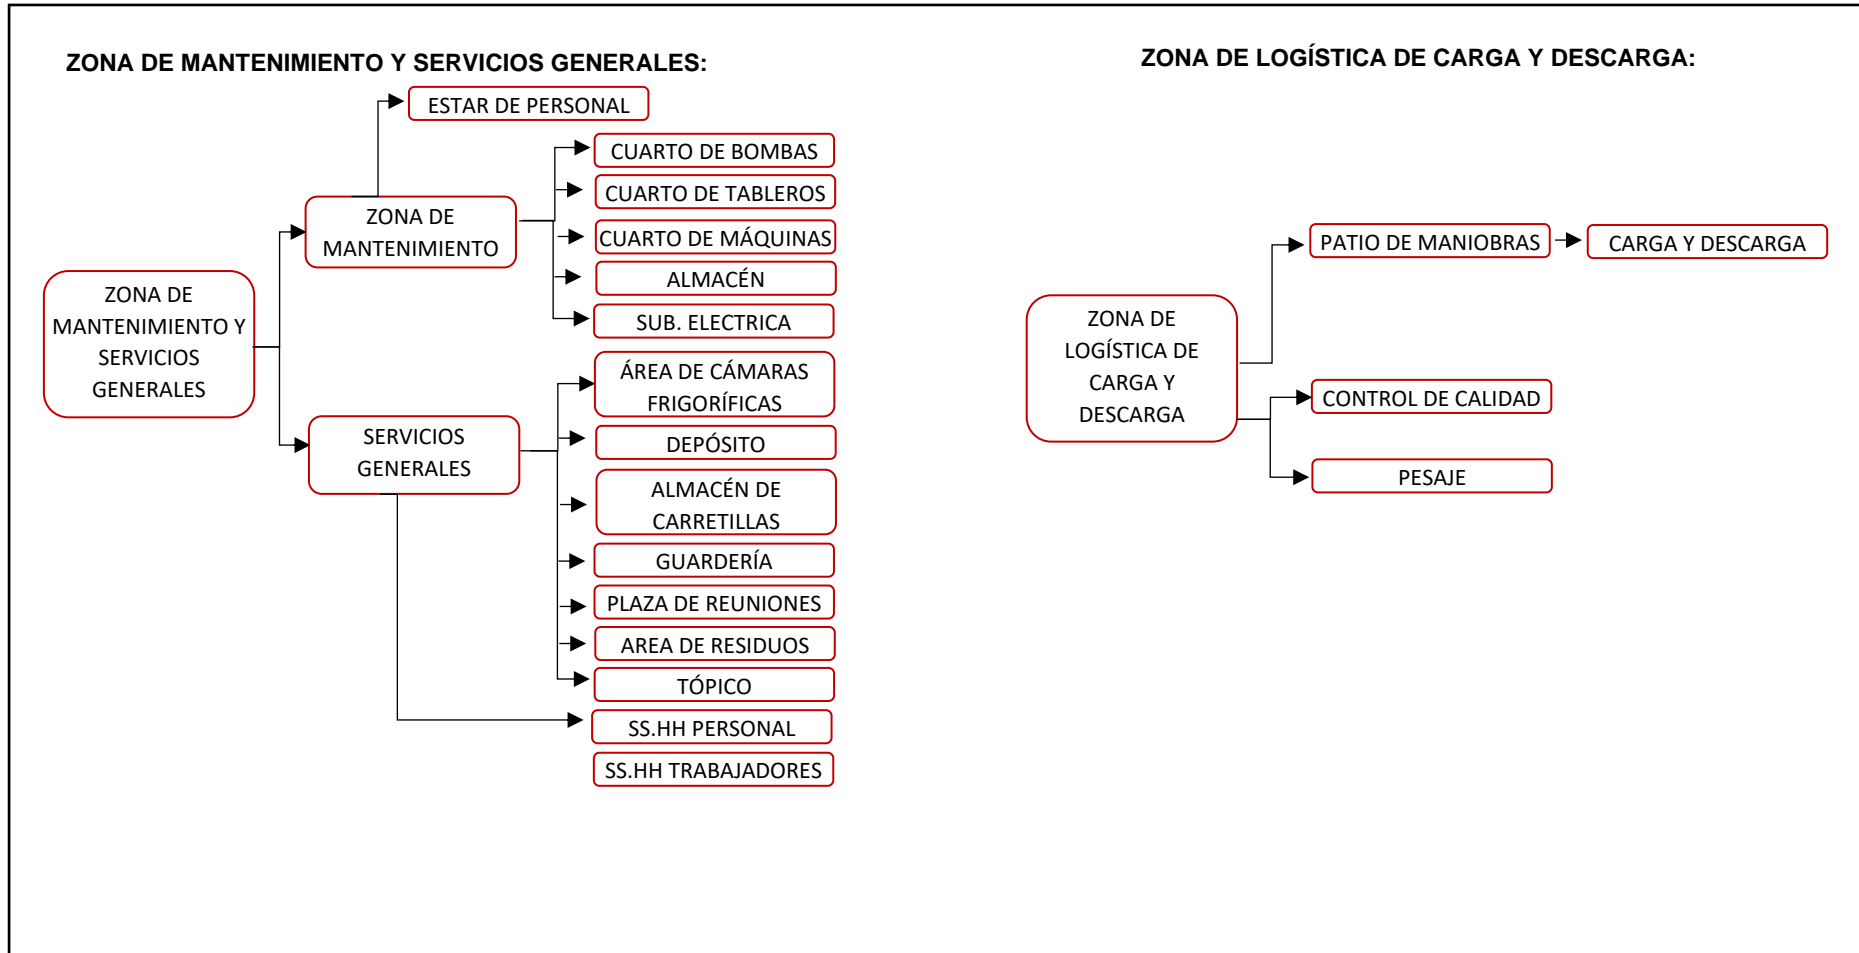 ZONA DE MANTENIMIENTO Y SERVICIOS GENERALES:
ESTAR DE PERSONAL
CUARTO DE BOMBAS
CUARTO DE TABLEROS
ZONA DE
MANTENIMIENTO
CUARTO DE MÁQUINAS
ALMACÉN
SUB. ELECTRICA
ZONA DE
MANTENIMIENTO Y
SERVICIOS
GENERALES
ÁREA DE CÁMARAS
FRIGORÍFICAS
SERVICIOS
GENERALES
DEPÓSITO
ALMACÉN DE
CARRETILLAS
GUARDERÍA
PLAZA DE REUNIONES
AREA DE RESIDUOS
TÓPICO
SS.HH PERSONAL
SS.HH TRABAJADORES
ZONA DE LOGÍSTICA DE CARGA Y DESCARGA:
PATIO DE MANIOBRAS
CARGA Y DESCARGA
ZONA DE
LOGÍSTICA DE
CARGA Y
DESCARGA
CONTROL DE CALIDAD
PESAJE